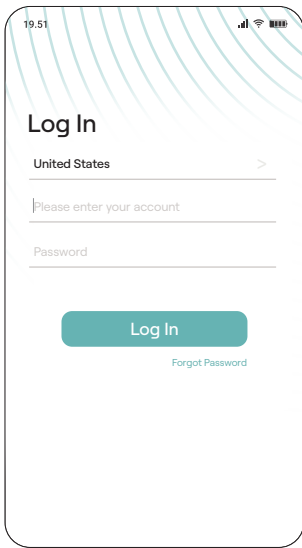 19.51
Log In
United States >
Please enter your account
Password
Log In
Forgot Password